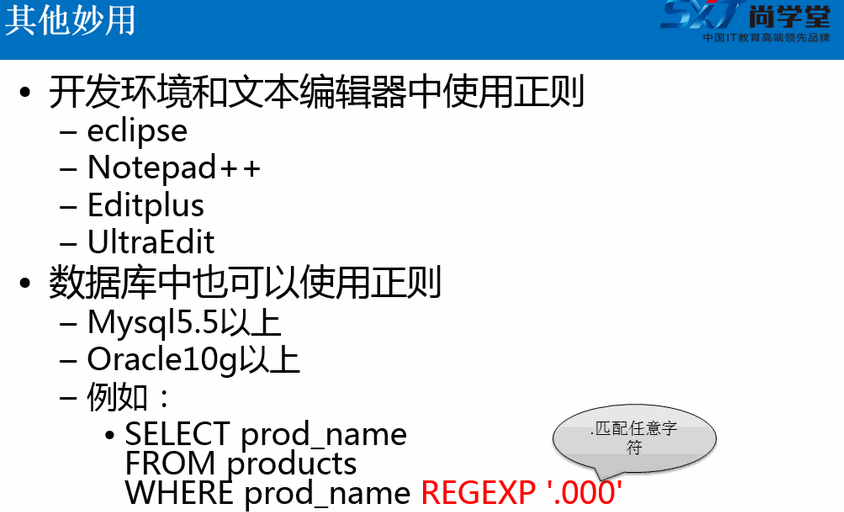 其他妙用
SXT 尚学堂
中国IT教育高端领先品牌
• 开发环境和文本编辑器中使用正则
– eclipse
– Notepad++
– Editplus
– UltraEdit
• 数据库中也可以使用正则
– Mysql5.5以上
– Oracle10g以上
– 例如：
• SELECT prod_name
FROM products
WHERE prod_name REGEXP '.000'
.匹配任意字
符